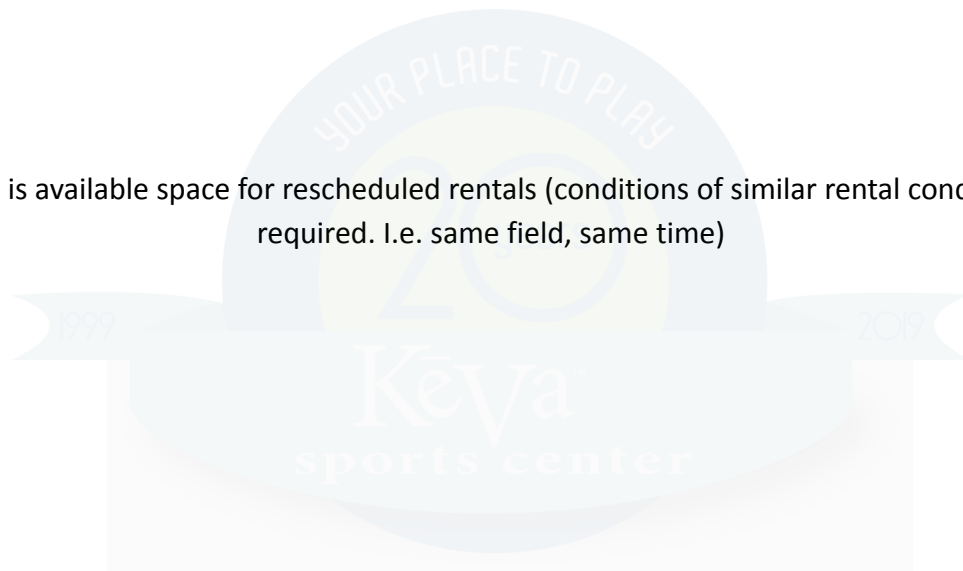 YOUR PLACE TO PLAY
is available space for rescheduled rentals (conditions of similar rental
required. I.e. same field, same time)
20
1999
2019
KēVa
sports center